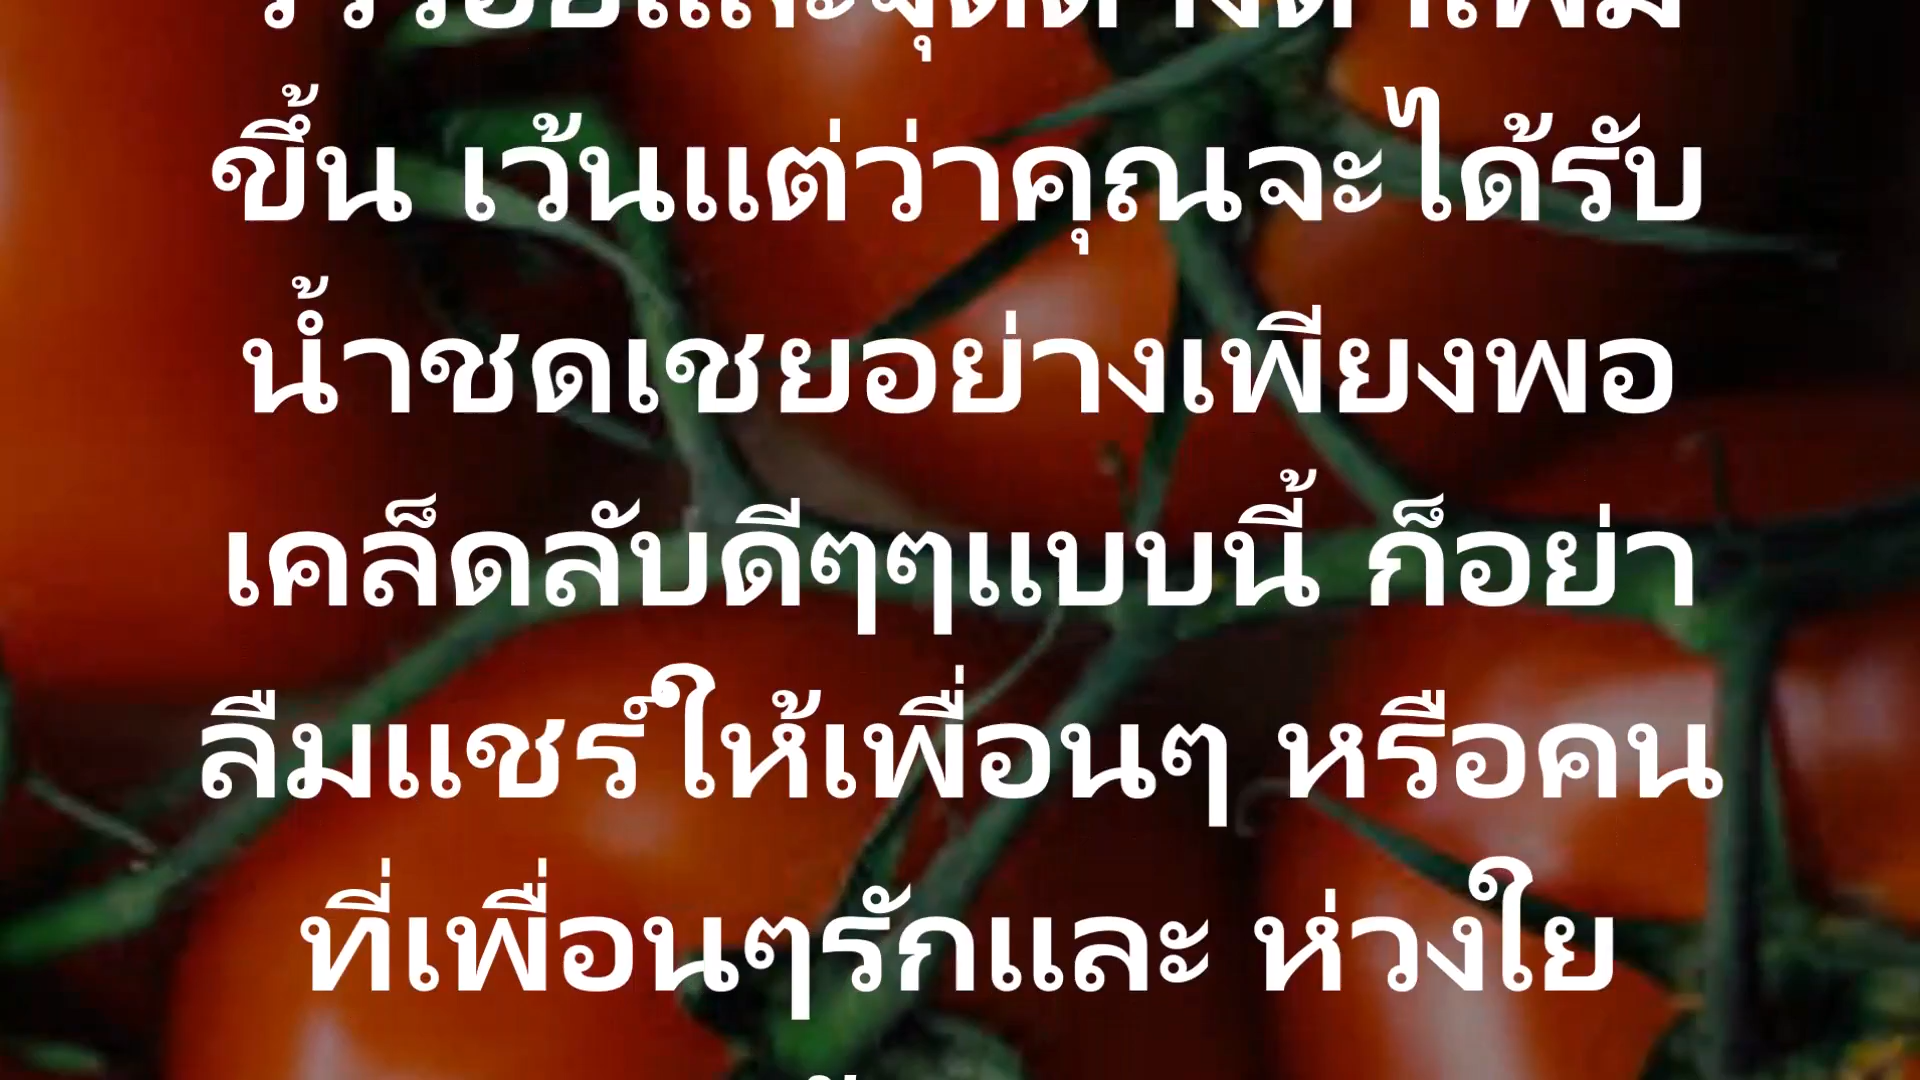 ขึ้น เว้นแต่ว่าคุณจะได้รับ
น้ำชดเชยอย่างเพียงพอ
เคล็ดลับดีๆๆแบบนี้ ก็อย่า
ลืมแชร์ให้เพื่อนๆ หรือคน
ที่เพื่อนๆรักและ ห่วงใย